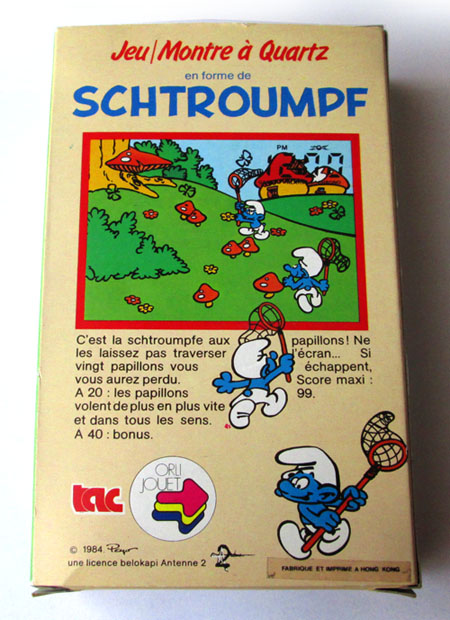 Jeu/Montre à Quartz
en forme de
SCHTROUMPF
PM
C'est la schtroumpfe aux papillons! Ne
les laissez pas traverser l'écran... Si
vingt papillons vous échappent,
vous aurez perdu. Score maxi :
A 20 : les papillons 99.
volent de plus en plus vite
et dans tous les sens.
A 40 : bonus.
ORLI
JOUET
tac
© 1984 Peyo
une licence belokapi Antenne 2
2
FABRIQUE ET IMPRIME A HONG KONG